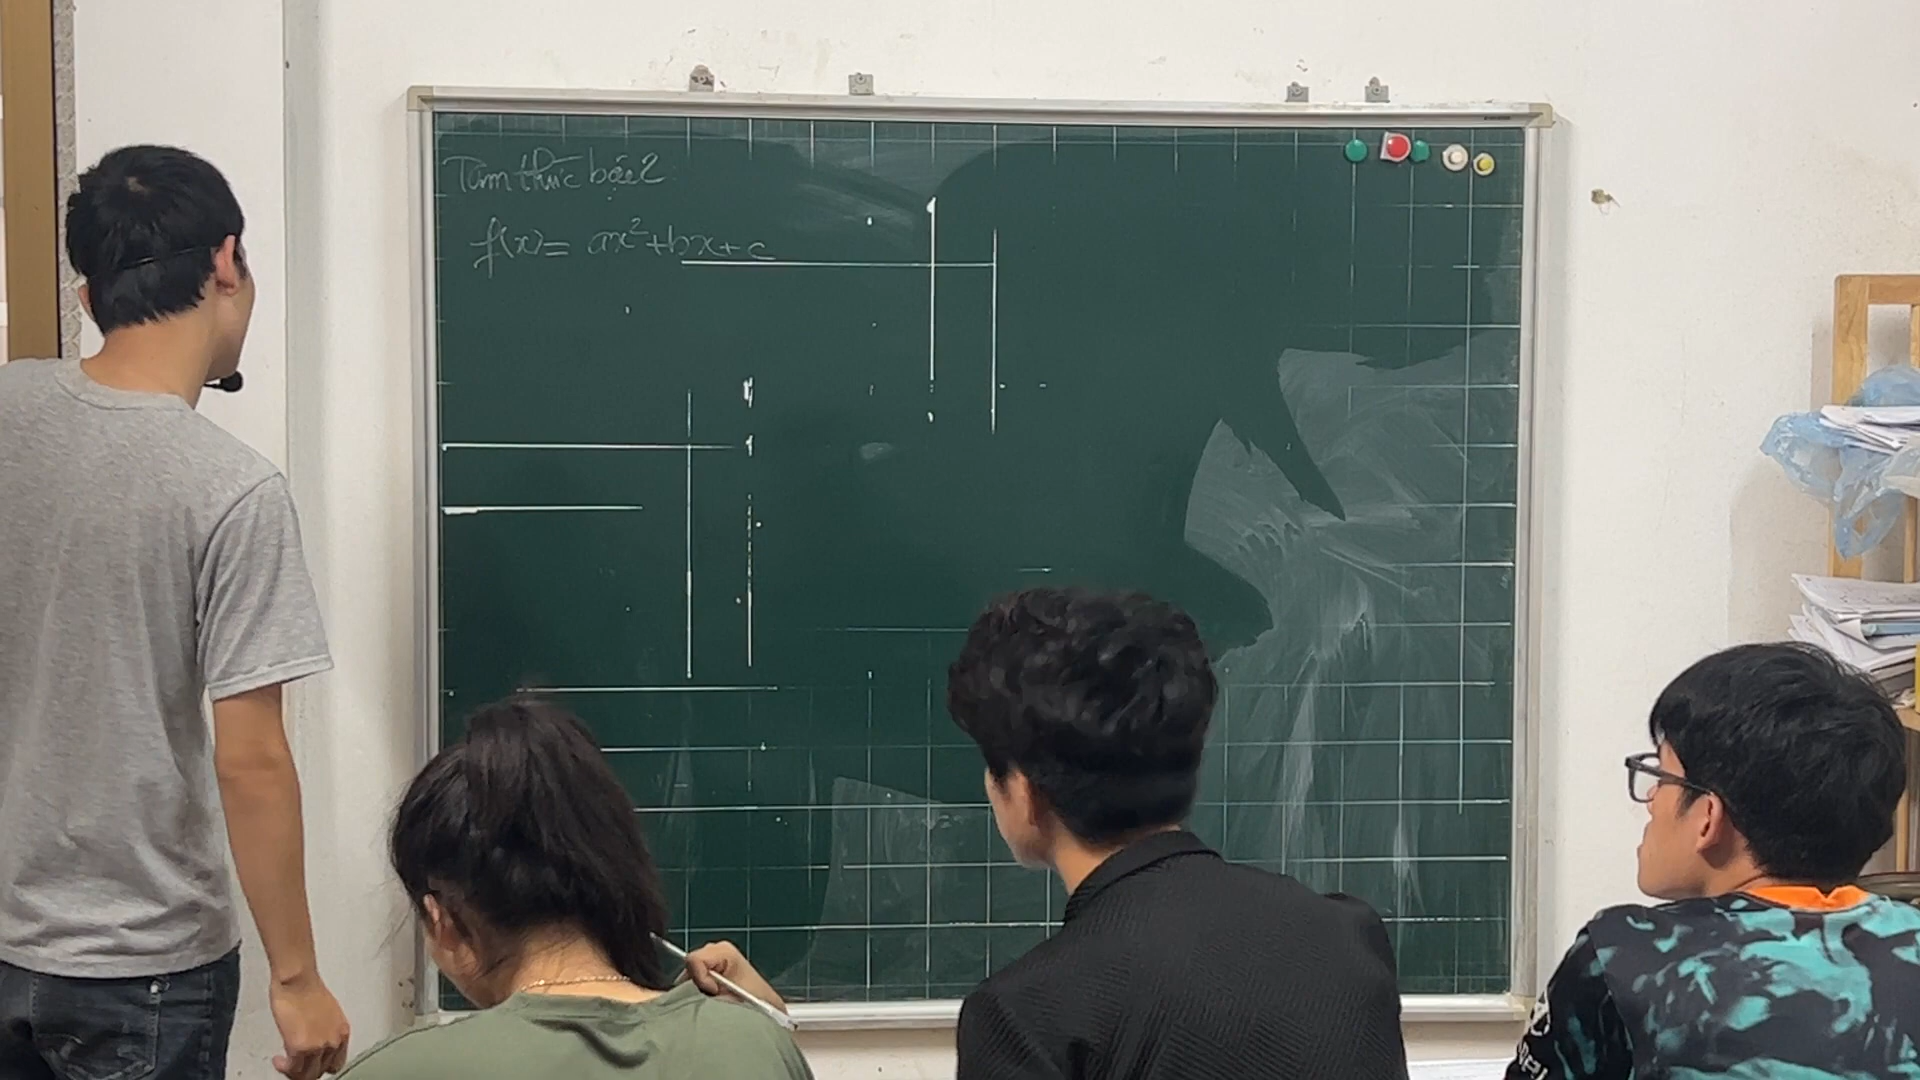 Tam thức bậc 2
f(x) = ax²+bx+c